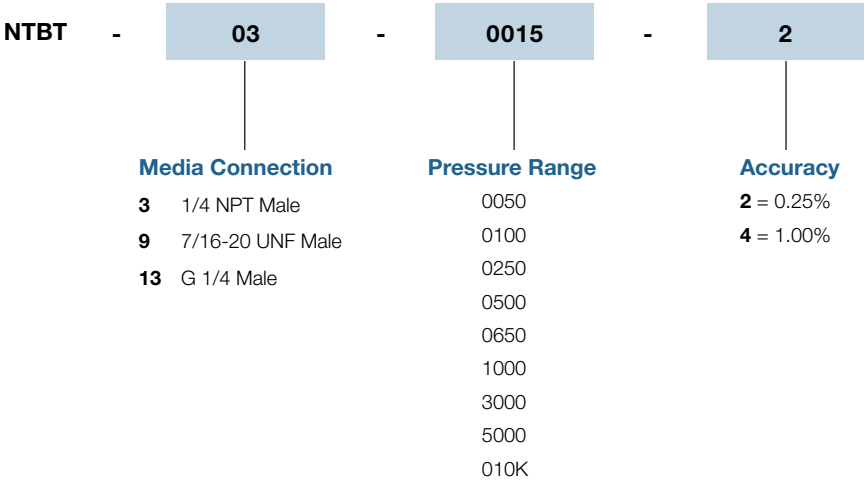 NTBT - 03 - 0015 - 2
Media Connection
3 1/4 NPT Male
9 7/16-20 UNF Male
13 G 1/4 Male
Pressure Range
0050
0100
0250
0500
0650
1000
3000
5000
010K
Accuracy
2 = 0.25%
4 = 1.00%